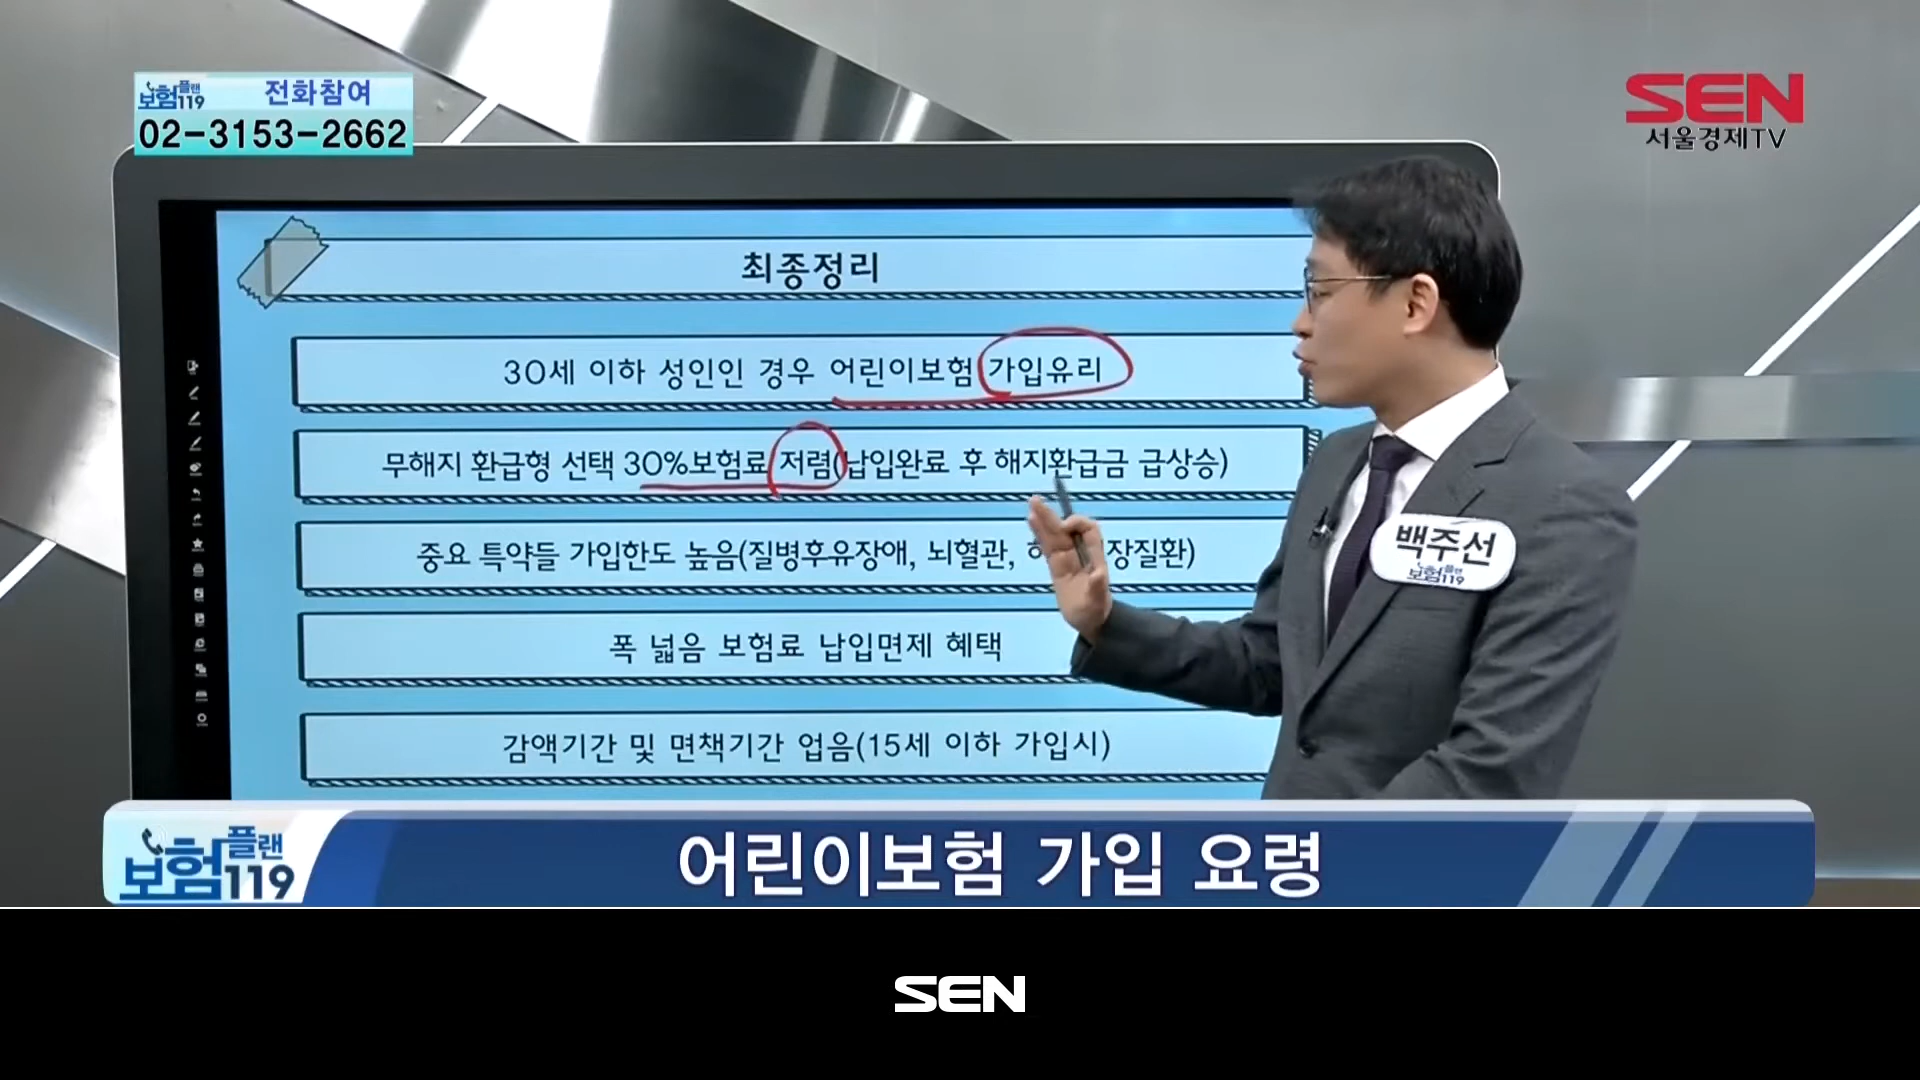 보험플랜119 전화참여
02-3153-2662
SEN
서울경제TV
최종정리
30세 이하 성인인 경우 어린이보험 가입유리
무해지 환급형 선택 30%보험료 저렴(납입완료 후 해지환급금 급상승)
중요 특약들 가입한도 높음(질병후유장애, 뇌혈관, 장질환)
폭 넓음 보험료 납입면제 혜택
감액기간 및 면책기간 업음(15세 이하 가입시)
백주선
보험플랜119
보험플랜119
어린이보험 가입 요령
SEN